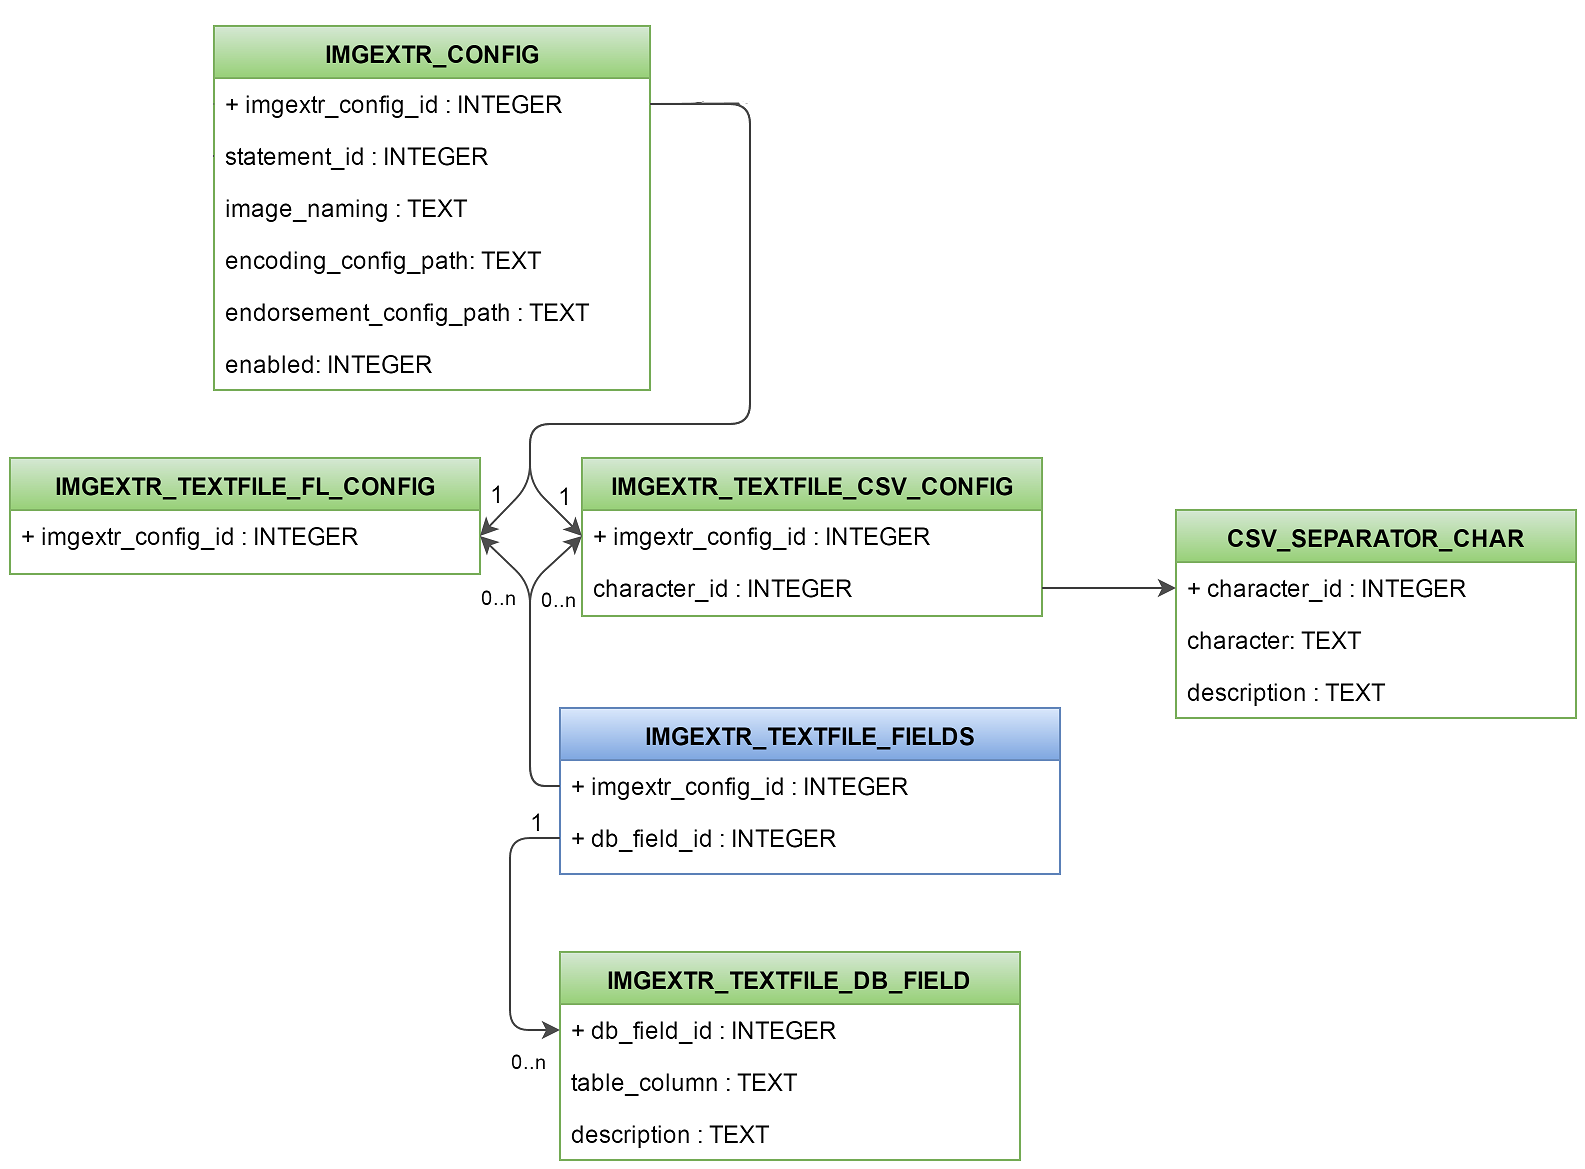 IMGEXTR_CONFIG
+ imgextr_config_id : INTEGER
statement_id : INTEGER
image_naming : TEXT
encoding_config_path: TEXT
endorsement_config_path : TEXT
enabled: INTEGER
IMGEXTR_TEXTFILE_FL_CONFIG
+ imgextr_config_id : INTEGER
1
1
0..n
0..n
IMGEXTR_TEXTFILE_CSV_CONFIG
+ imgextr_config_id : INTEGER
character_id : INTEGER
CSV_SEPARATOR_CHAR
+ character_id : INTEGER
character: TEXT
description : TEXT
IMGEXTR_TEXTFILE_FIELDS
+ imgextr_config_id : INTEGER
+ db_field_id : INTEGER
1
0..n
IMGEXTR_TEXTFILE_DB_FIELD
+ db_field_id : INTEGER
table_column : TEXT
description : TEXT